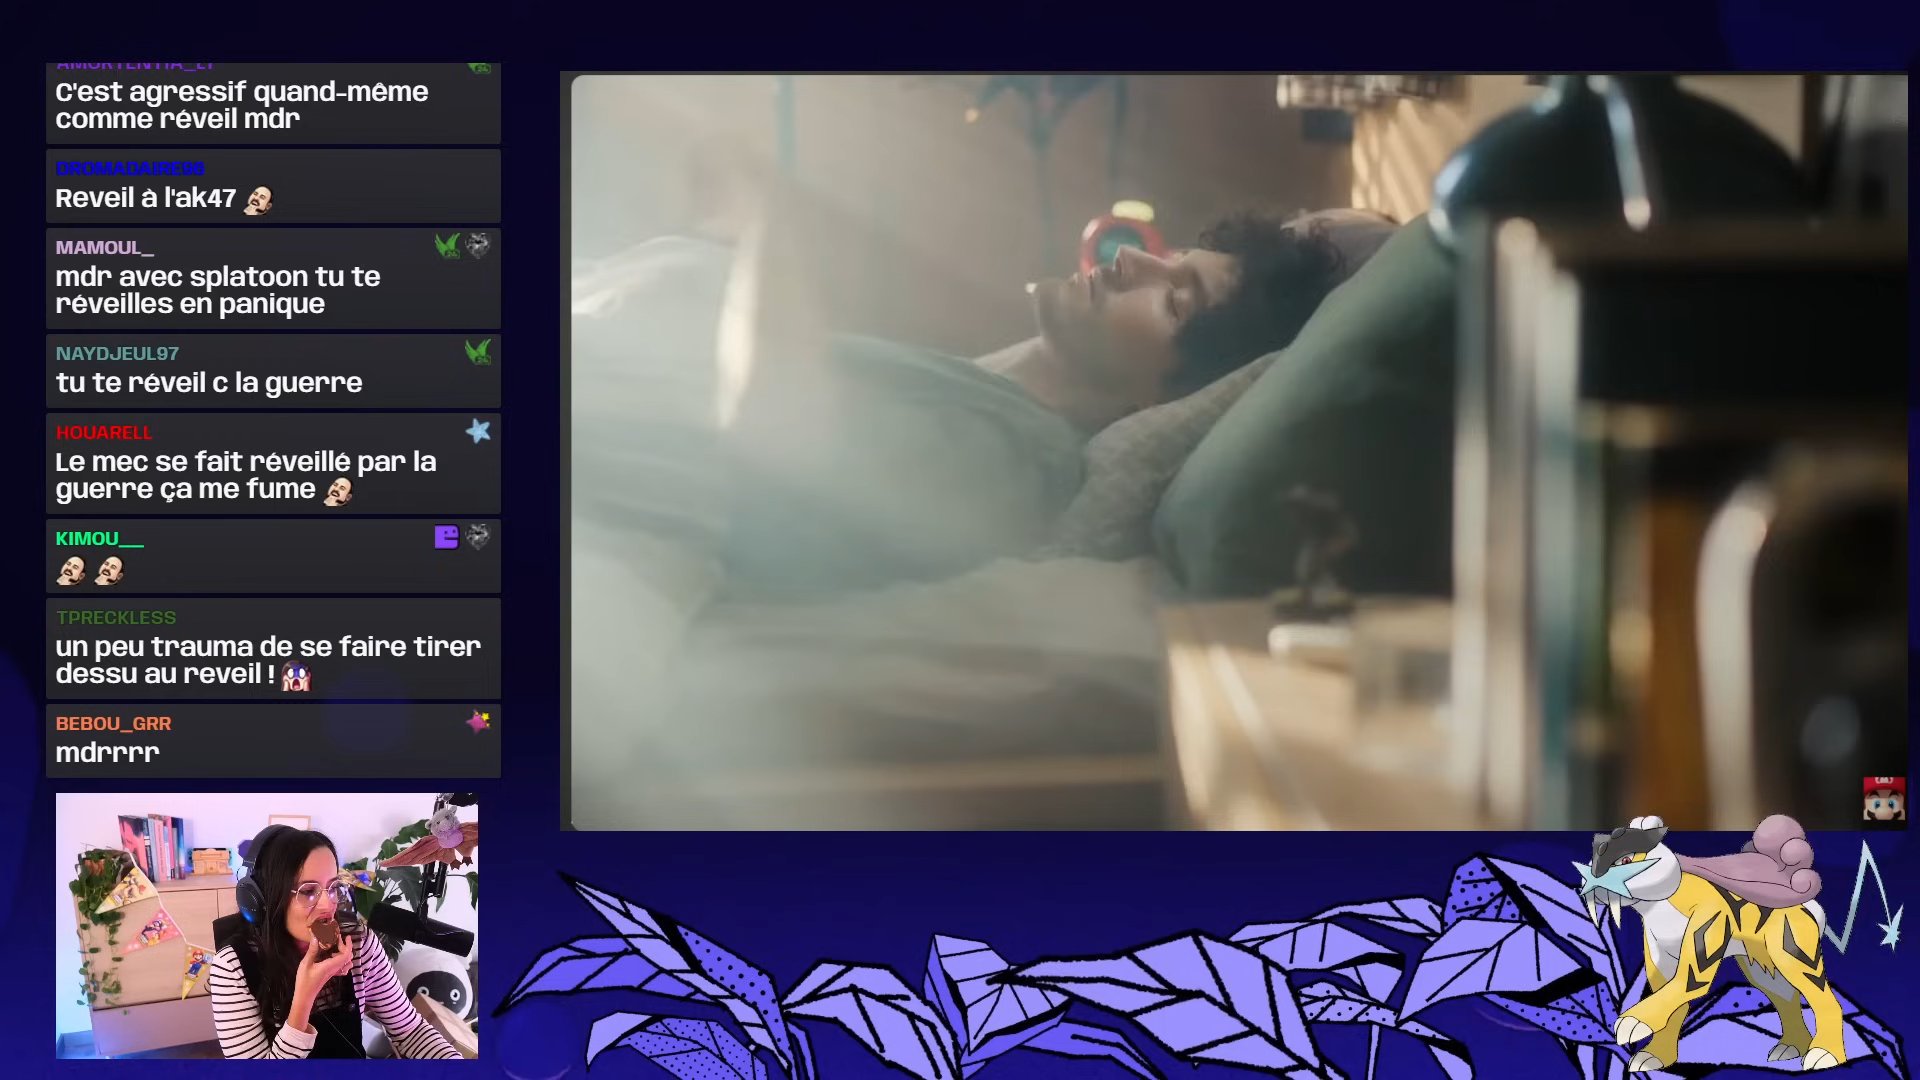 AMORTENTIA_LY
C'est agressif quand-même
comme réveil mdr
DROMADAIRE96
Reveil à l'ak47
MAMOUL_
mdr avec splatoon tu te
réveilles en panique
NAYDJEUL97
tu te réveil c la guerre
HOUARELL
Le mec se fait réveillé par la
guerre ça me fume
KIMOU__
TPRECKLESS
un peu trauma de se faire tirer
dessu au reveil !
BEBOU_GRR
mdrrrr